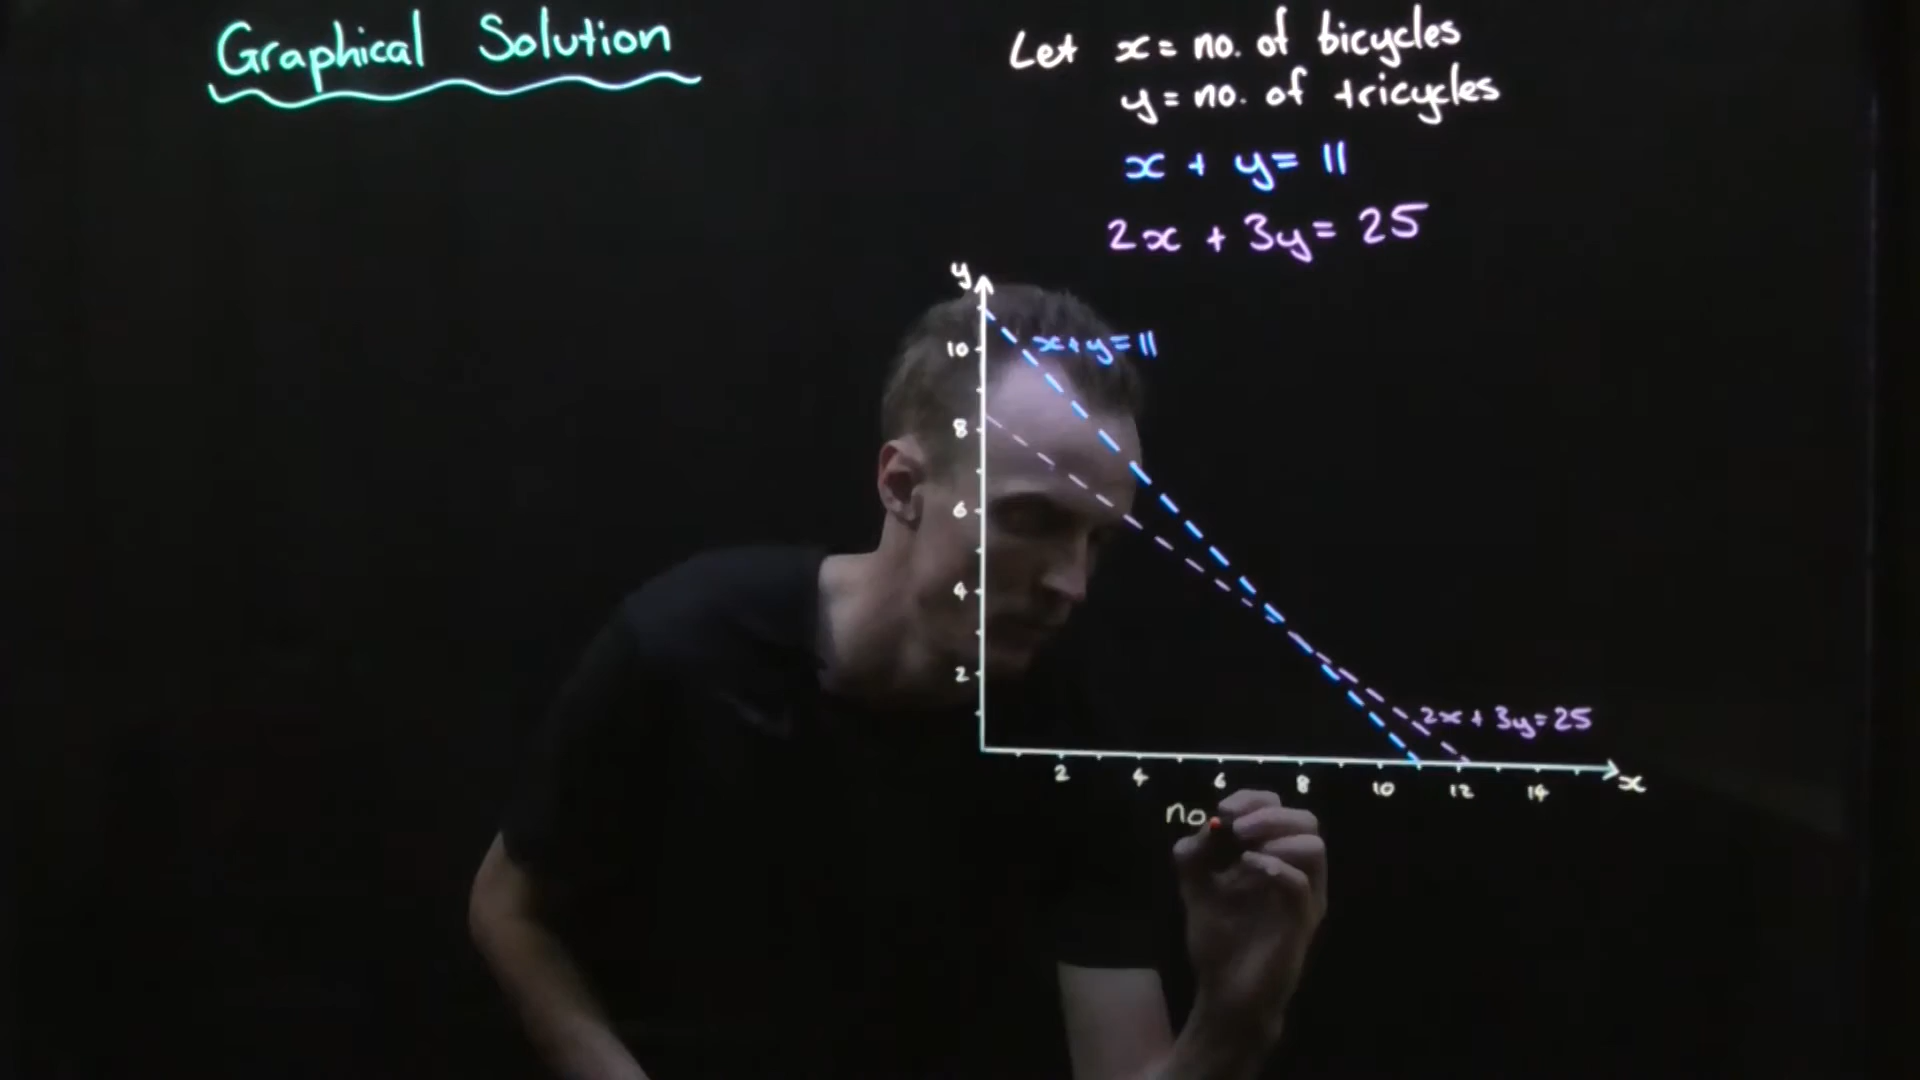 Graphical Solution
Let x = no. of bicycles
y = no. of tricycles
x + y = 11
2x + 3y = 25
y
x + y = 11
10
8
6
4
2
2x + 3y = 25
2 4 6 8 10 12 14 x
no